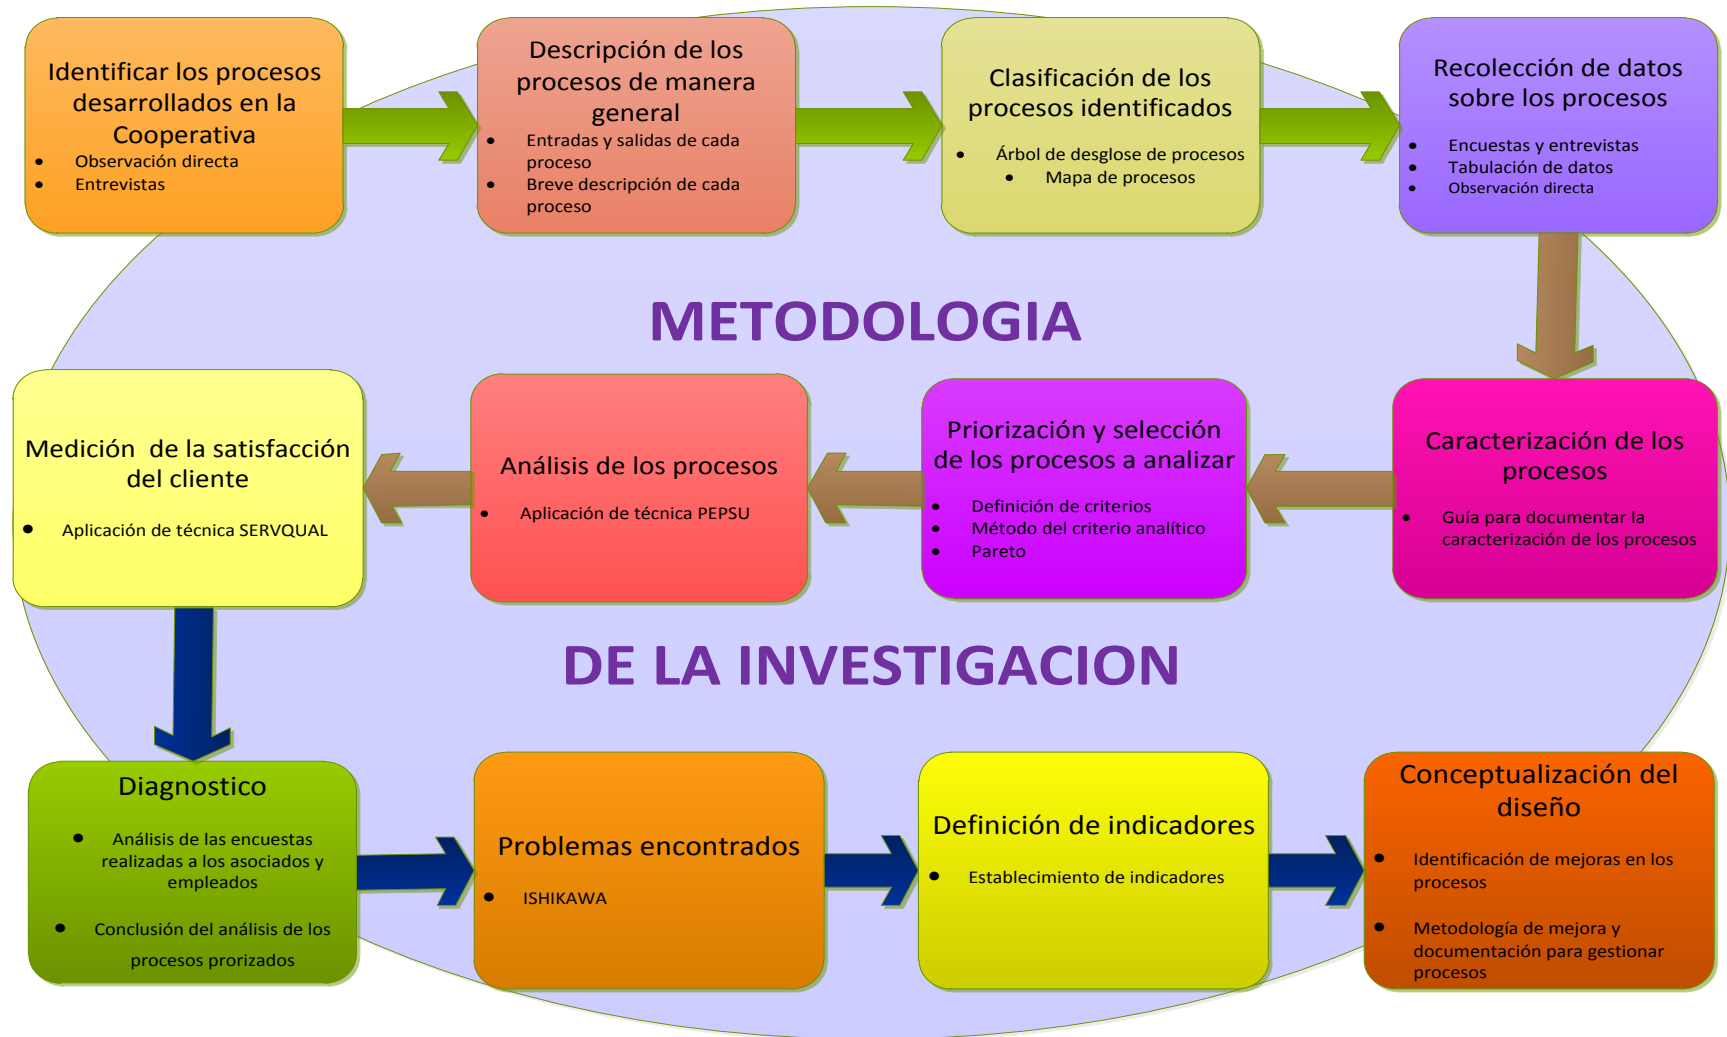 Identificar los procesos
desarrollados en la
Cooperativa
• Observación directa
• Entrevistas
Descripción de los
procesos de manera
general
• Entradas y salidas de cada
proceso
• Breve descripción de cada
proceso
Clasificación de los
procesos identificados
• Árbol de desglose de procesos
• Mapa de procesos
Recolección de datos
sobre los procesos
• Encuestas y entrevistas
• Tabulación de datos
• Observación directa
METODOLOGIA
Medición de la satisfacción
del cliente
• Aplicación de técnica SERVQUAL
Análisis de los procesos
• Aplicación de técnica PEPSU
Priorización y selección
de los procesos a analizar
• Definición de criterios
• Método del criterio analítico
• Pareto
Caracterización de los
procesos
• Guía para documentar la
caracterización de los procesos
DE LA INVESTIGACION
Diagnostico
• Análisis de las encuestas
realizadas a los asociados y
empleados
• Conclusión del análisis de los
procesos prorizados
Problemas encontrados
• ISHIKAWA
Definición de indicadores
• Establecimiento de indicadores
Conceptualización del
diseño
• Identificación de mejoras en los
procesos
• Metodología de mejora y
documentación para gestionar
procesos